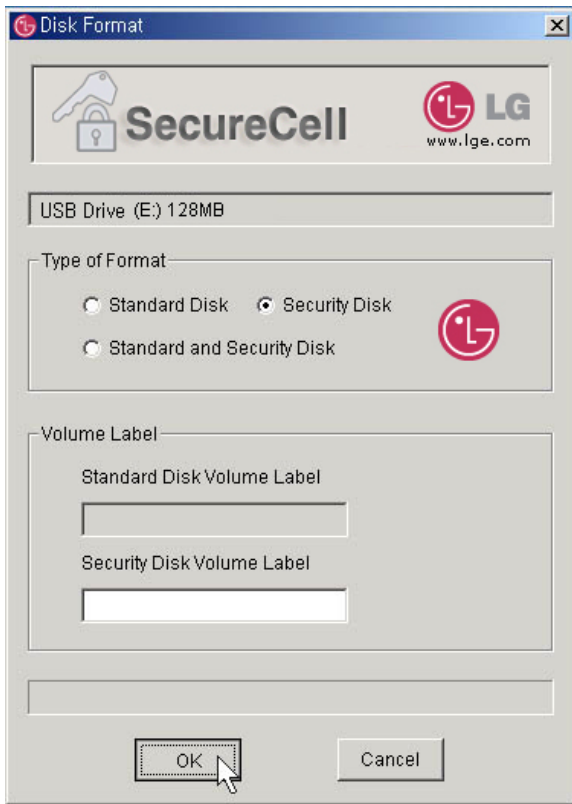 Disk Format
SecureCell
LG
www.lge.com
USB Drive (E:) 128MB
Type of Format
Standard Disk
Security Disk
Standard and Security Disk
Volume Label
Standard Disk Volume Label
Security Disk Volume Label
OK
Cancel